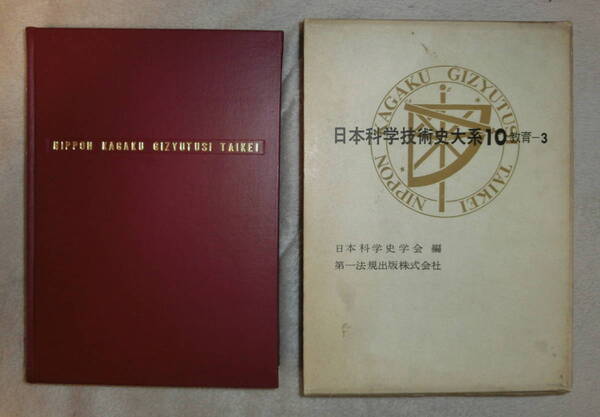 NIPPON KAGAKU GIZYUTUSI TAIKEI
NIPPON KAGAKU GIZYUTUSI TAIKEI
日本科学技術史大系10教育-3
日本科学史学会 編
第一法規出版株式会社